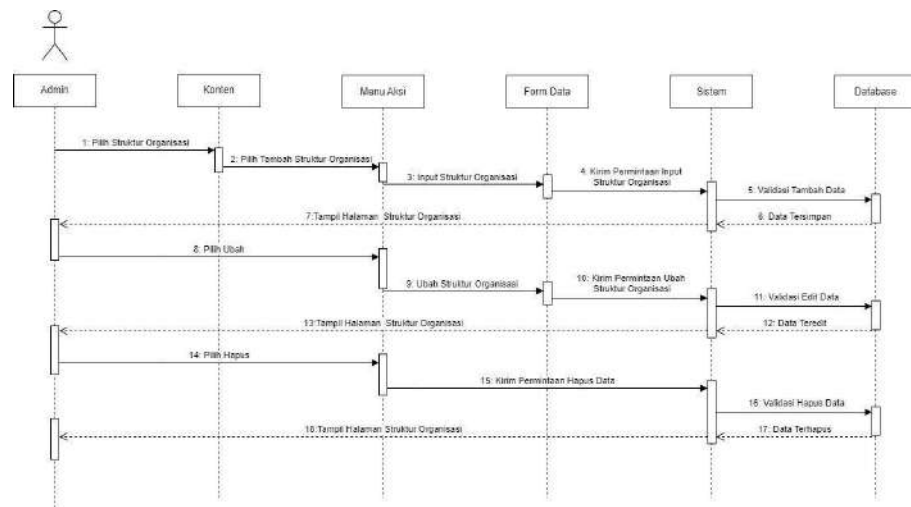 Admin
Konten
Menu Aksi
Form Data
Sistem
Database
1: Pilih Struktur Organisasi
2: Pilih Tambah Struktur Organisasi
3: Input Struktur Organisasi
4: Kirim Permintaan Input
Struktur Organisasi
5: Validasi Tambah Data
6: Data Tersimpan
7:Tampil Halaman Struktur Organisasi
8: Pilih Ubah
9: Ubah Struktur Organisasi
10: Kirim Permintaan Ubah
Struktur Organisasi
11: Validasi Edit Data
12: Data Teredit
13:Tampil Halaman Struktur Organisasi
14: Pilih Hapus
15: Kirim Permintaan Hapus Data
16: Validasi Hapus Data
17: Data Terhapus
18:Tampil Halaman Struktur Organisasi